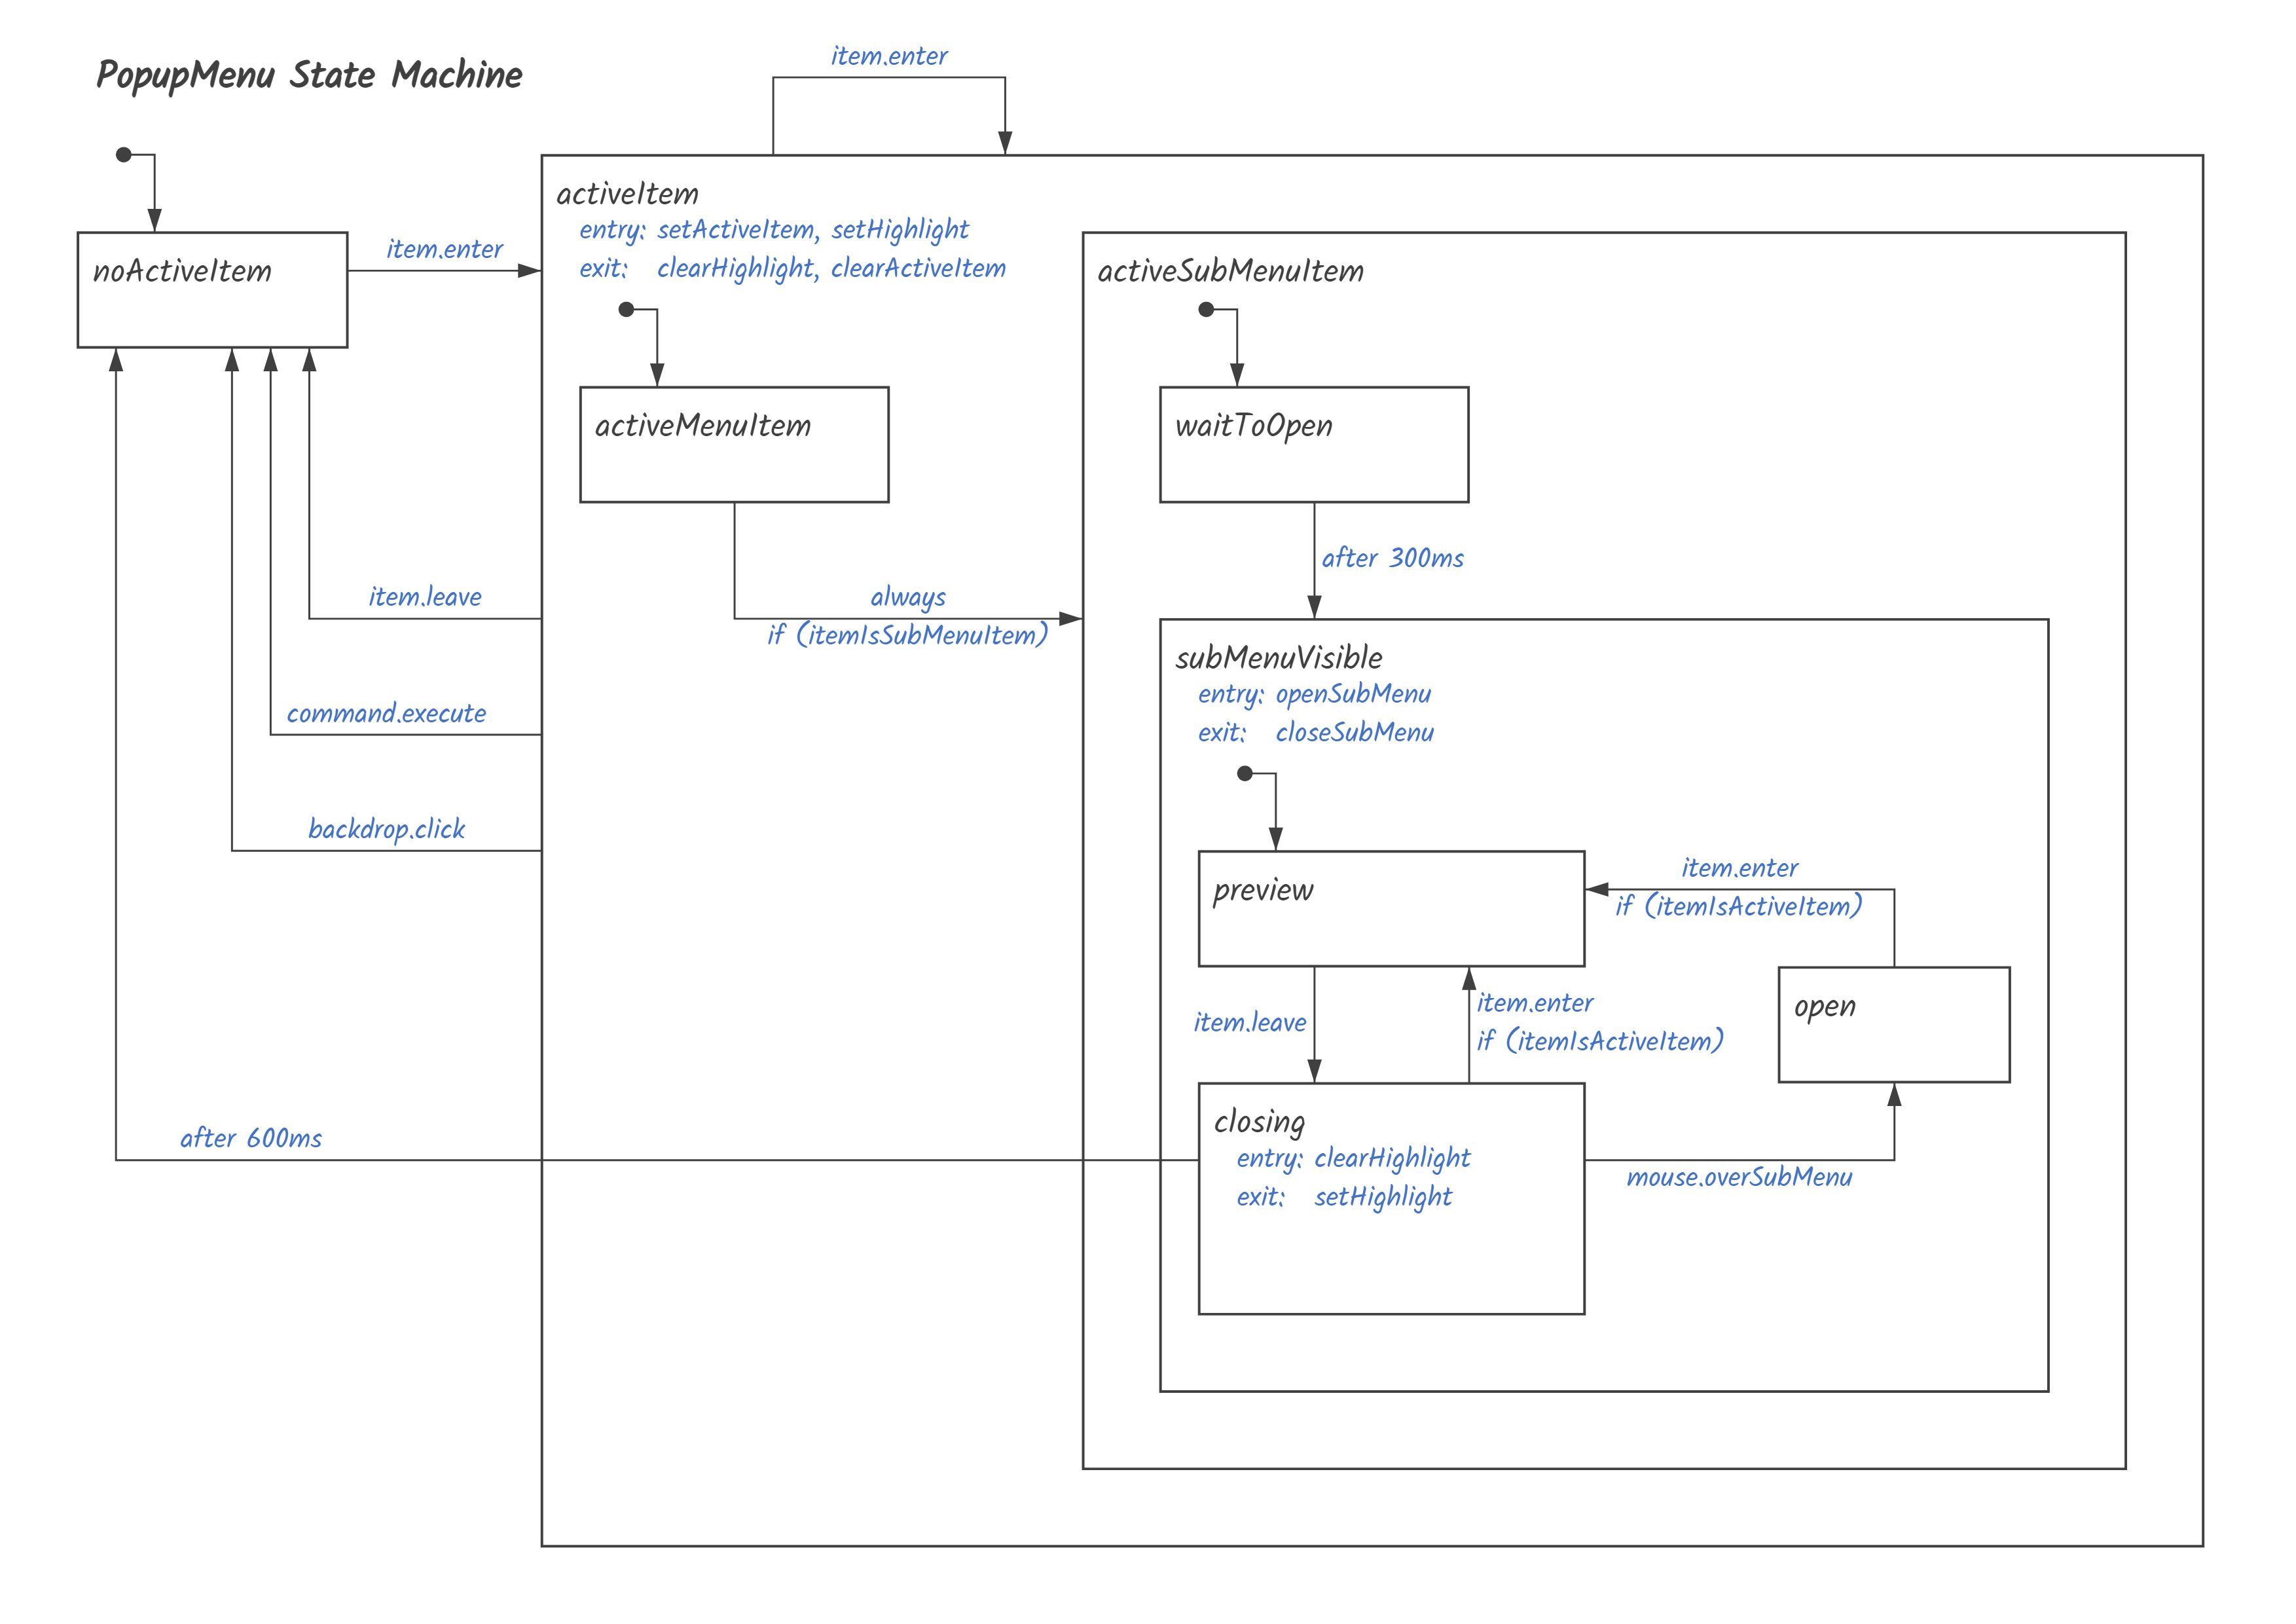 PopupMenu State Machine
item.enter
noActiveItem
item.enter
activeItem
entry: setActiveItem, setHighlight
exit: clearHighlight, clearActiveItem
activeSubMenuItem
activeMenuItem
waitToOpen
after 300ms
item.leave
always
if (itemIsSubMenuItem)
subMenuVisible
entry: openSubMenu
exit: closeSubMenu
command.execute
backdrop.click
preview
item.enter
if (itemIsActiveItem)
item.leave
item.enter
if (itemIsActiveItem)
open
closing
entry: clearHighlight
exit: setHighlight
after 600ms
mouse.overSubMenu